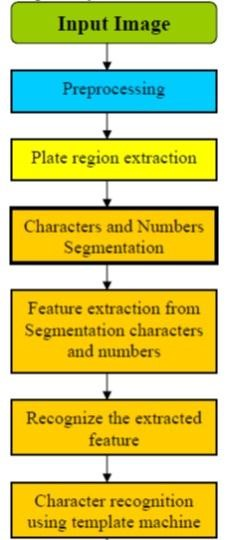 Input Image
Preprocessing
Plate region extraction
Characters and Numbers
Segmentation
Feature extraction from
Segmentation characters
and numbers
Recognize the extracted
feature
Character recognition
using template machine